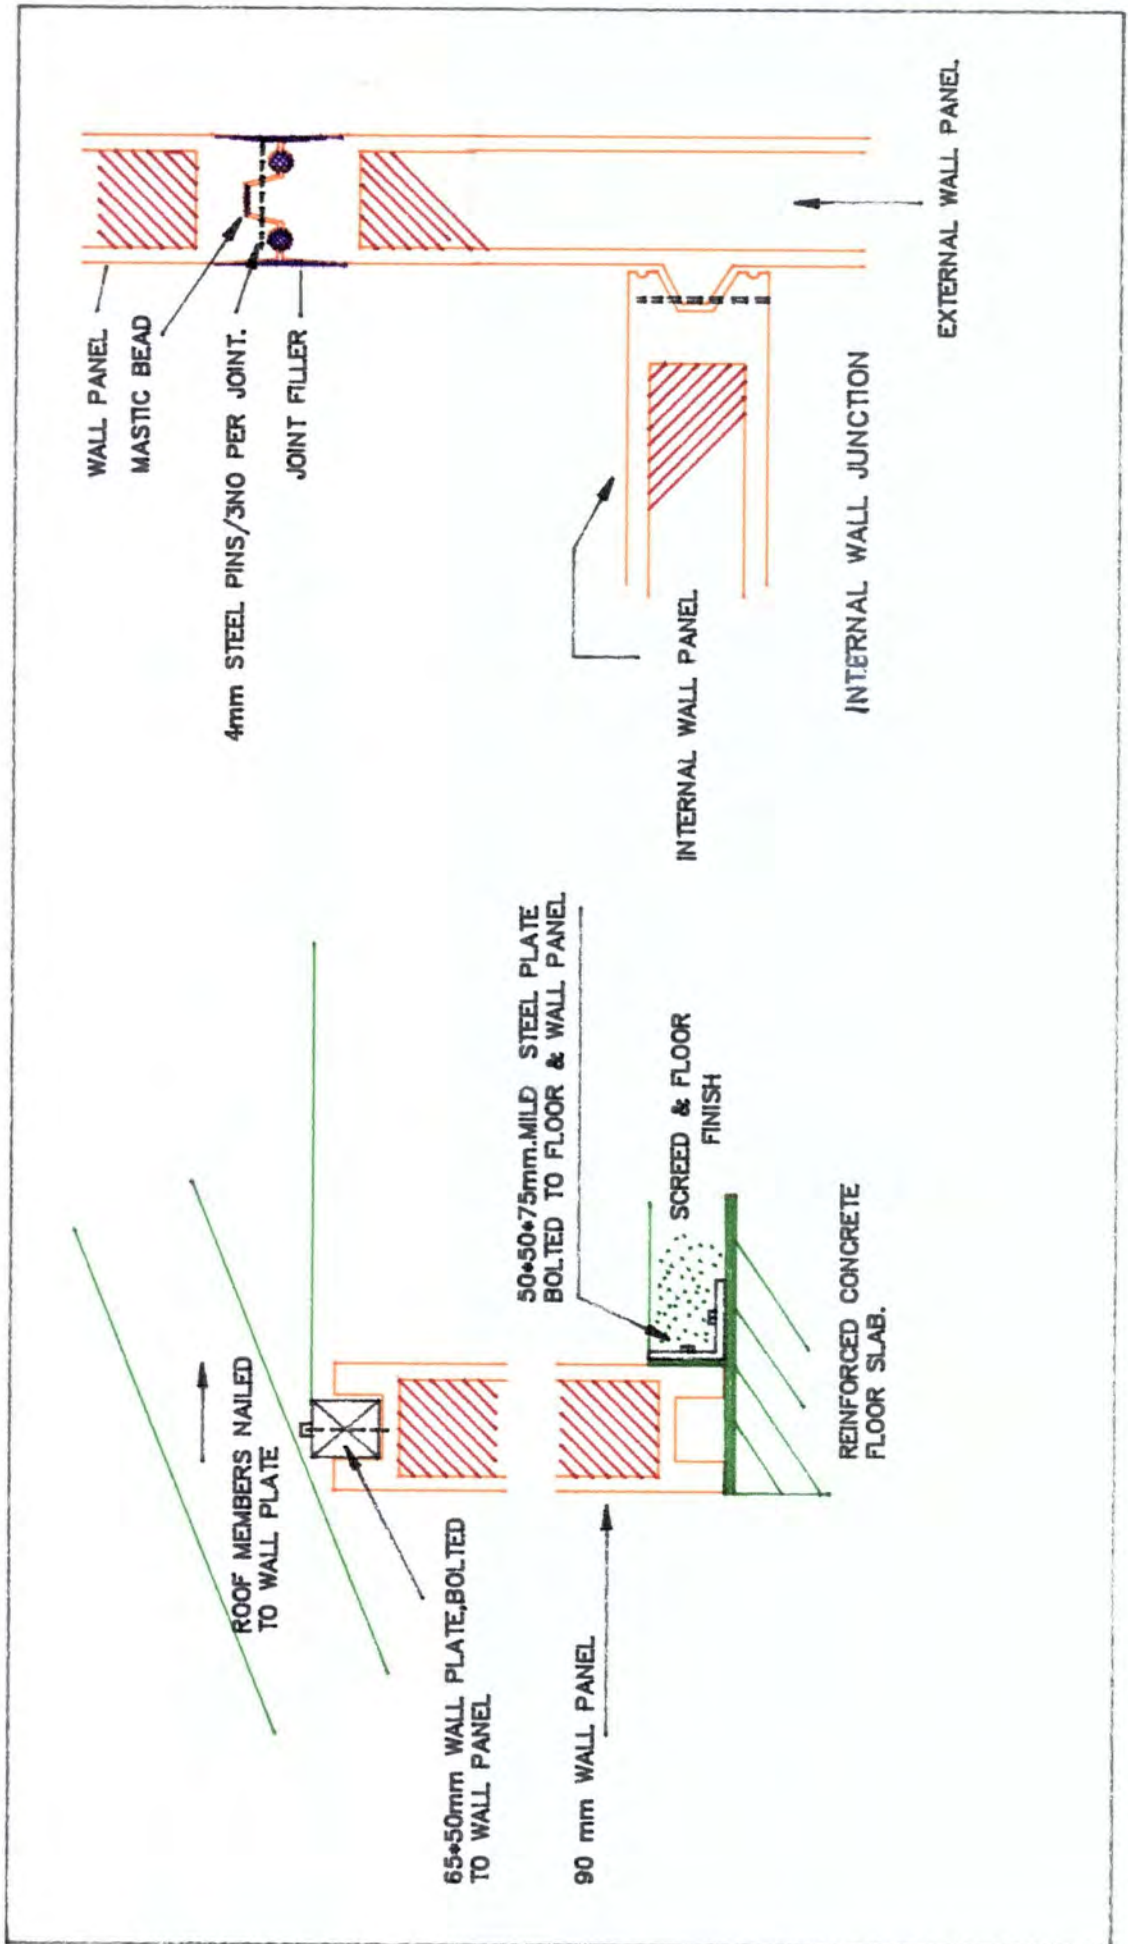 ROOF MEMBERS NAILED
TO WALL PLATE
65*50mm WALL PLATE,BOLTED
TO WALL PANEL
90 mm WALL PANEL
50*50*75mm.MILD STEEL PLATE
BOLTED TO FLOOR & WALL PANEL
SCREED & FLOOR
FINISH
REINFORCED CONCRETE
FLOOR SLAB.
WALL PANEL
MASTIC BEAD
4mm STEEL PINS/3NO PER JOINT.
JOINT FILLER
INTERNAL WALL PANEL
INTERNAL WALL JUNCTION
EXTERNAL WALL PANEL